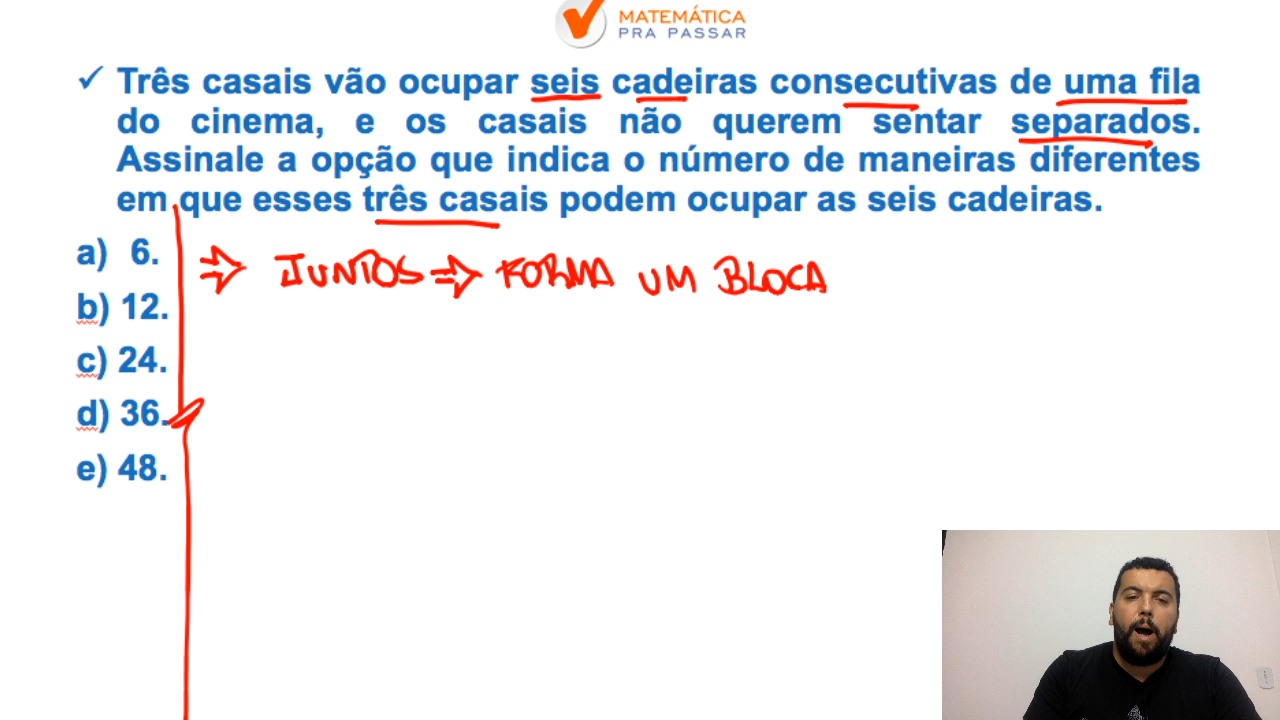 MATEMÁTICA
PRA PASSAR
✓ Três casais vão ocupar seis cadeiras consecutivas de uma fila
do cinema, e os casais não querem sentar separados.
Assinale a opção que indica o número de maneiras diferentes
em que esses três casais podem ocupar as seis cadeiras.
a) 6.
⇒ JUNTOS ⇒ FORMA UM BLOCA
b) 12.
c) 24.
d) 36.
e) 48.